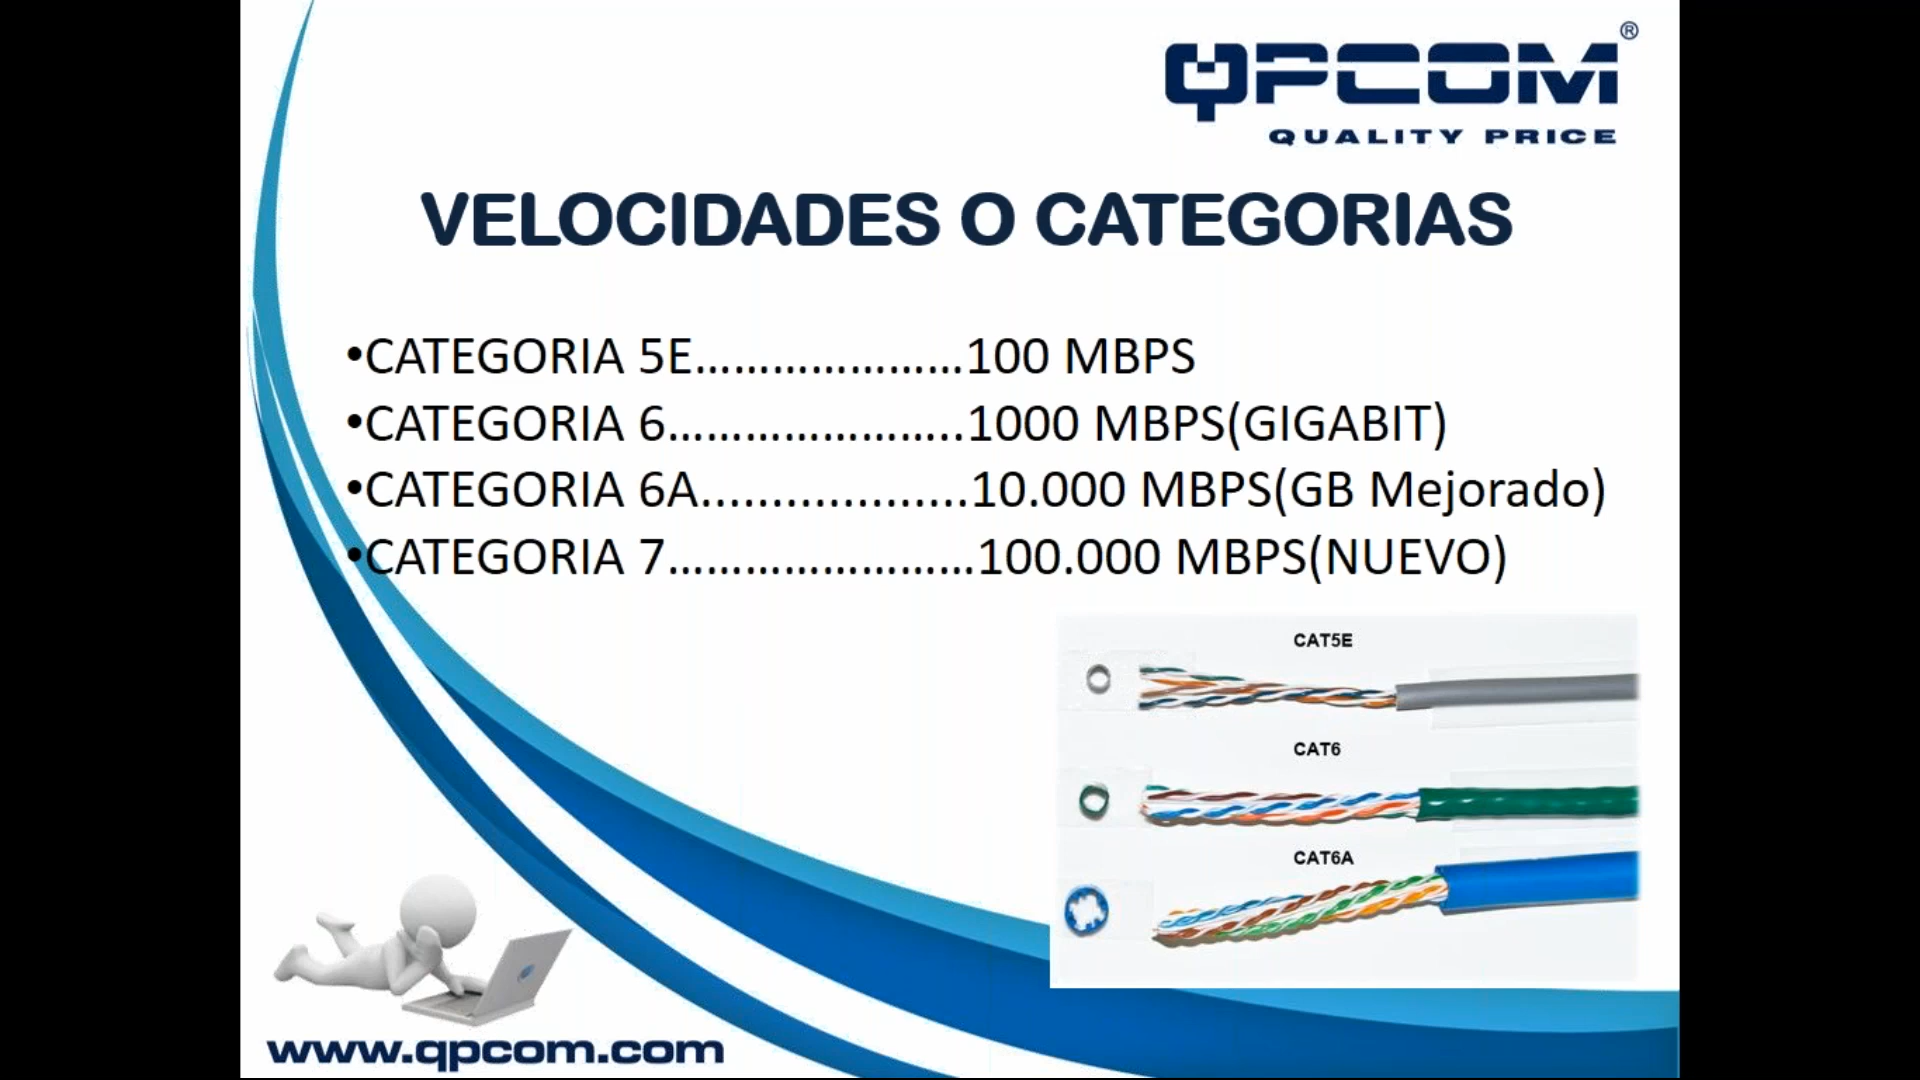 QPCOM®
QUALITY PRICE
VELOCIDADES O CATEGORIAS
•CATEGORIA 5E…………………100 MBPS
•CATEGORIA 6…………………..1000 MBPS(GIGABIT)
•CATEGORIA 6A...................10.000 MBPS(GB Mejorado)
•CATEGORIA 7……………………100.000 MBPS(NUEVO)
CAT5E
CAT6
CAT6A
www.qpcom.com